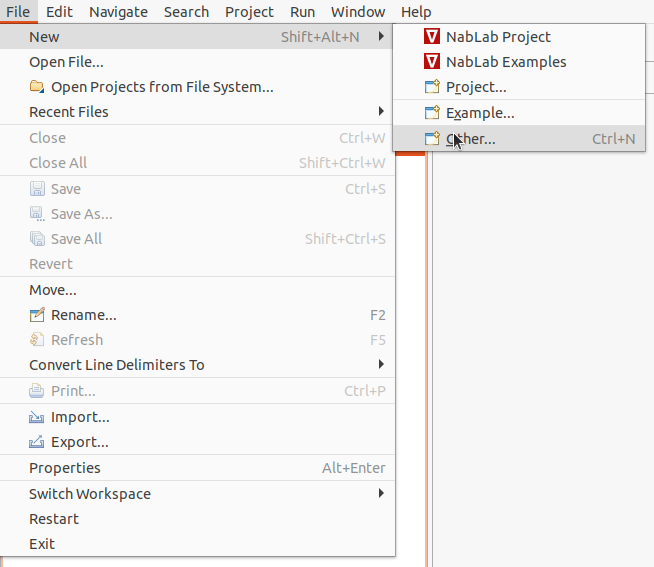 File Edit Navigate Search Project Run Window Help
New Shift+Alt+N
Open File...
Open Projects from File System...
Recent Files
Close Ctrl+W
Close All Shift+Ctrl+W
Save Ctrl+S
Save As...
Save All Shift+Ctrl+S
Revert
Move...
Rename... F2
Refresh F5
Convert Line Delimiters To
Print... Ctrl+P
Import...
Export...
Properties Alt+Enter
Switch Workspace
Restart
Exit
NabLab Project
NabLab Examples
Project...
Example...
Other... Ctrl+N